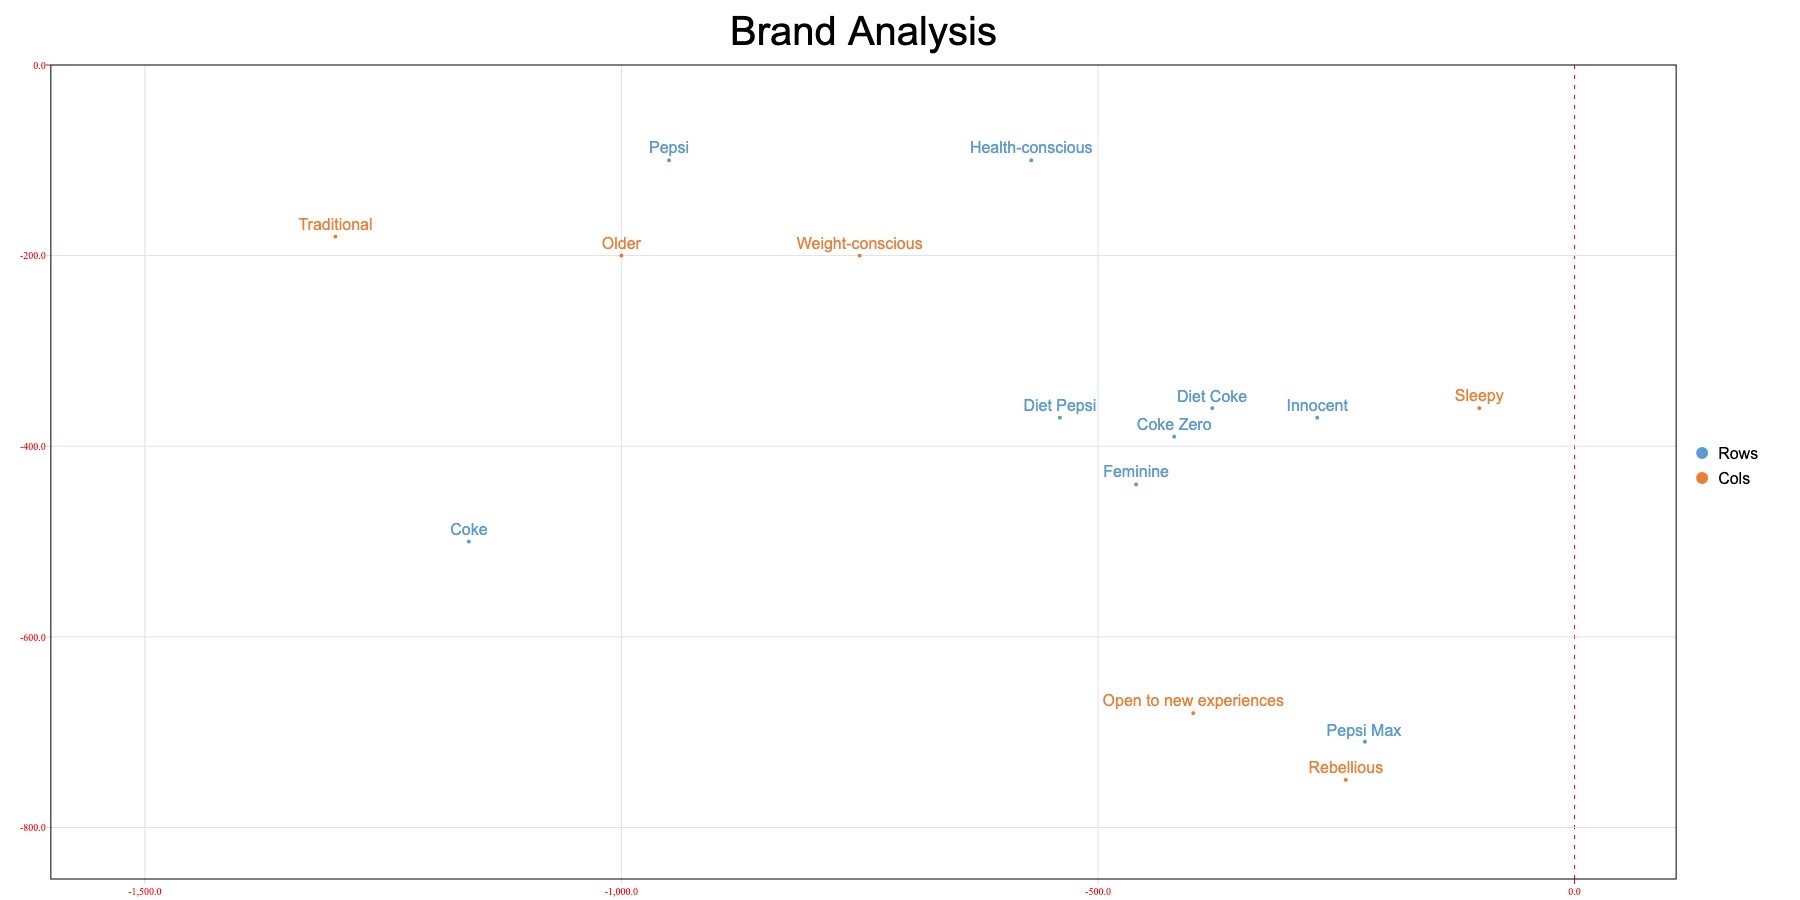 Brand Analysis
0.0
Pepsi
Health-conscious
Traditional
Older
Weight-conscious
-200.0
Diet Pepsi
Diet Coke
Innocent
Sleepy
Coke Zero
-400.0
Rows
Feminine
Cols
Coke
-600.0
Open to new experiences
Pepsi Max
Rebellious
-800.0
-1,500.0
-1,000.0
-500.0
0.0